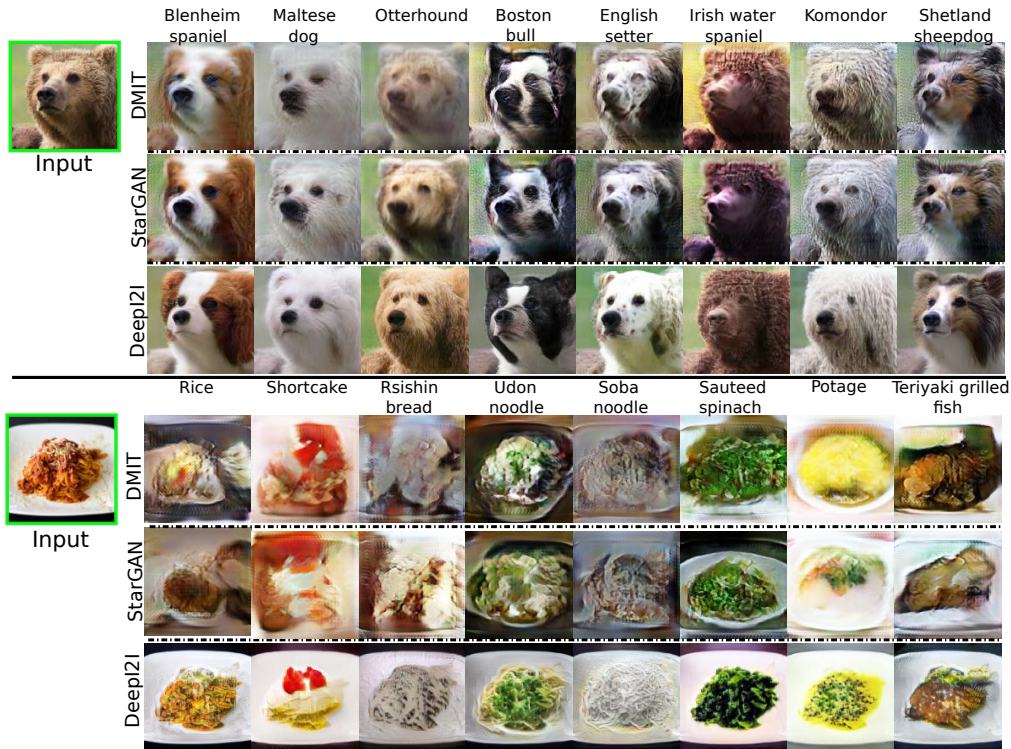 Blenheim
spaniel
Maltese
dog
Otterhound
Boston
bull
English
setter
Irish water
spaniel
Komondor
Shetland
sheepdog
Input
DMIT
StarGAN
DeepI2I
Rice
Shortcake
Rsishin
bread
Udon
noodle
Soba
noodle
Sauteed
spinach
Potage
Teriyaki grilled
fish
Input
DMIT
StarGAN
DeepI2I